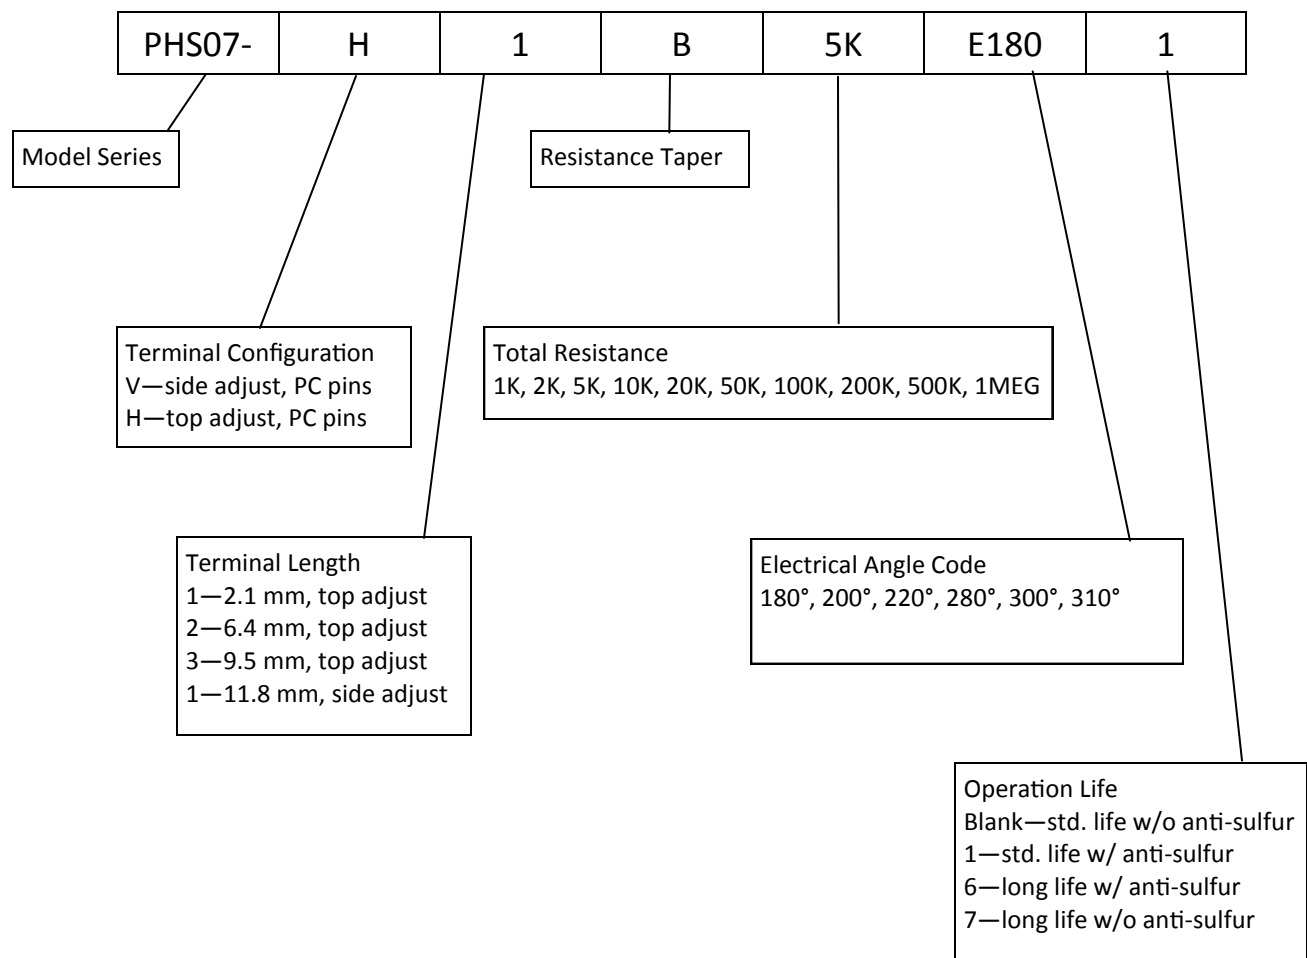 PHS07- H 1 B 5K E180 1
Model Series
Resistance Taper
Terminal Configuration
V—side adjust, PC pins
H—top adjust, PC pins
Total Resistance
1K, 2K, 5K, 10K, 20K, 50K, 100K, 200K, 500K, 1MEG
Terminal Length
1—2.1 mm, top adjust
2—6.4 mm, top adjust
3—9.5 mm, top adjust
1—11.8 mm, side adjust
Electrical Angle Code
180°, 200°, 220°, 280°, 300°, 310°
Operation Life
Blank—std. life w/o anti-sulfur
1—std. life w/ anti-sulfur
6—long life w/ anti-sulfur
7—long life w/o anti-sulfur